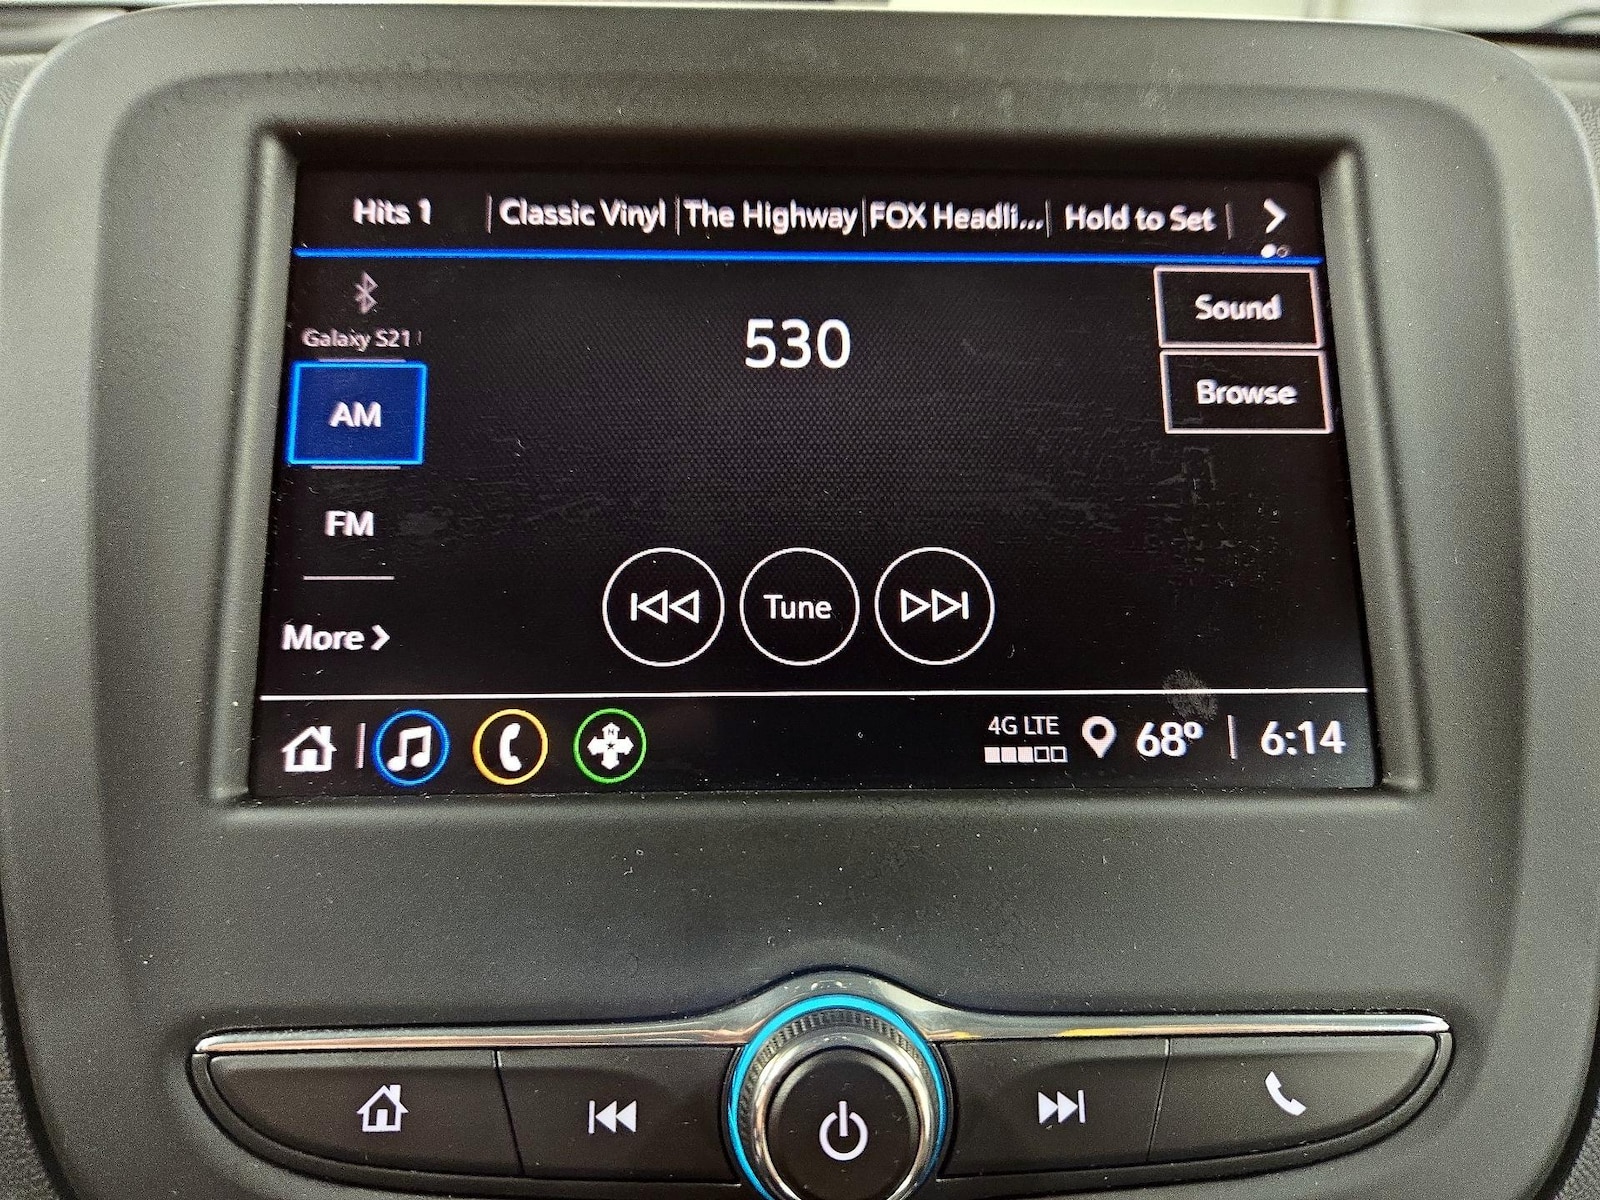 Hits 1 | Classic Vinyl | The Highway | FOX Headli... | Hold to Set
Galaxy S21
530
Sound
Browse
AM
FM
Tune
More
4G LTE 68° | 6:14
N